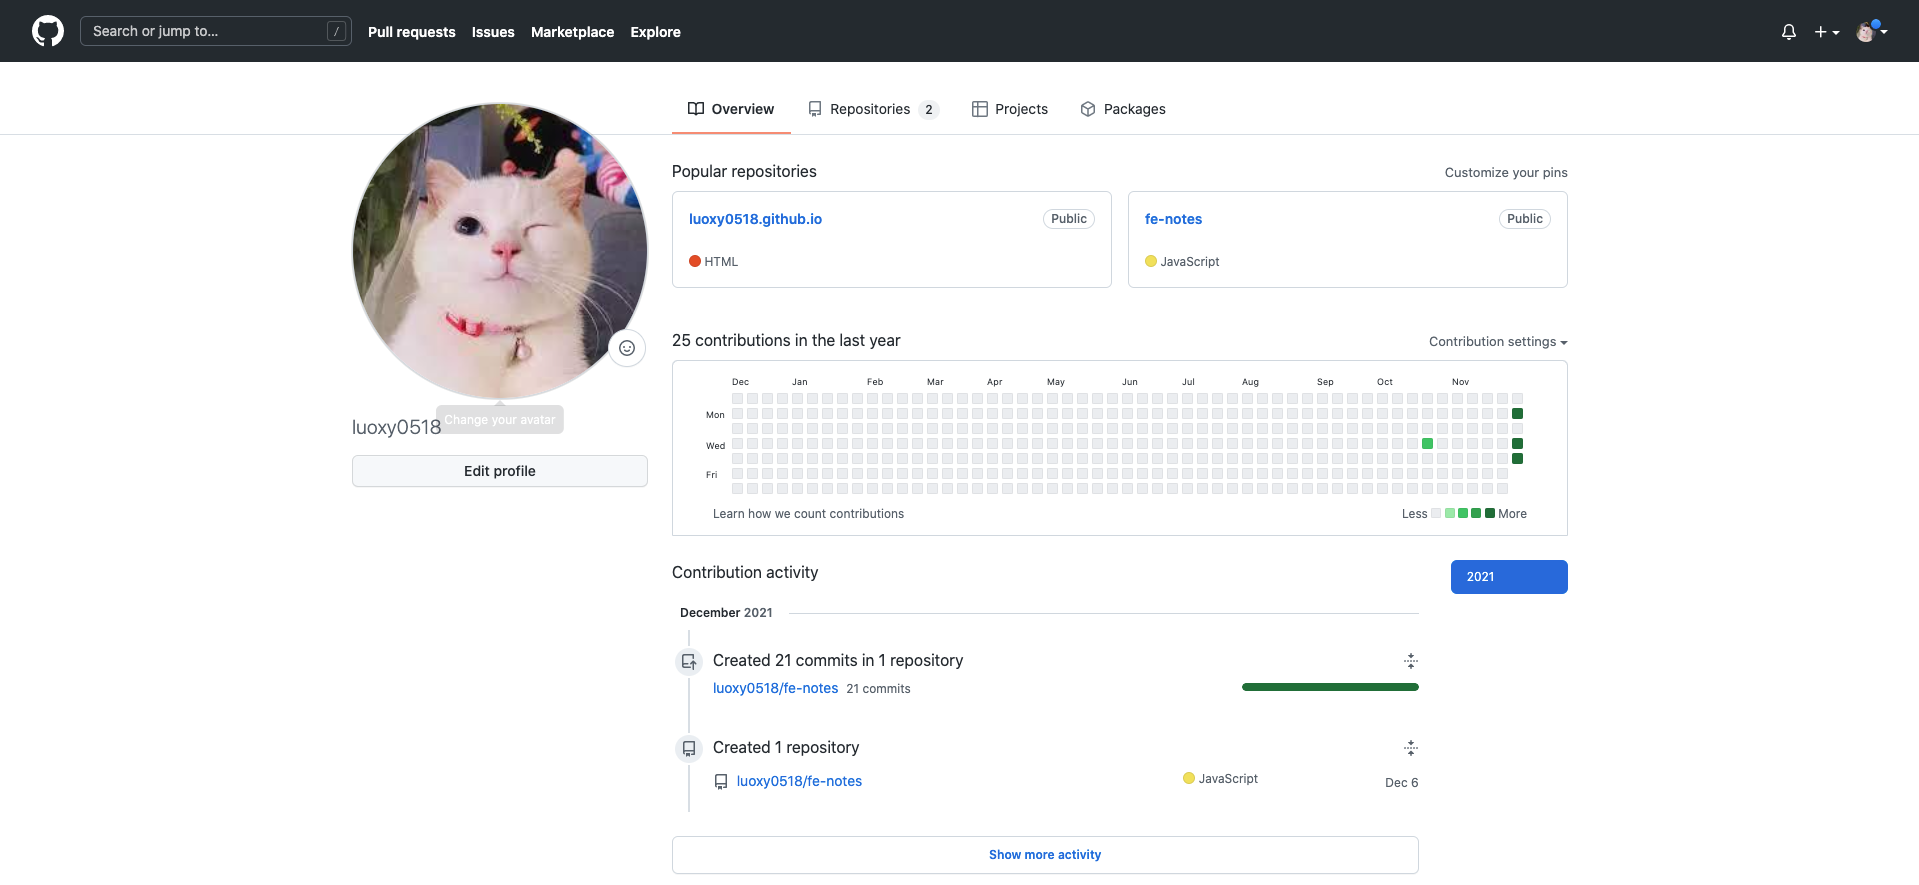 Search or jump to...
/
Pull requests
Issues
Marketplace
Explore
Overview
Repositories 2
Projects
Packages
Change your avatar
luoxy0518
Edit profile
Popular repositories
Customize your pins
luoxy0518.github.io
Public
HTML
fe-notes
Public
JavaScript
25 contributions in the last year
Contribution settings
Dec Jan Feb Mar Apr May Jun Jul Aug Sep Oct Nov
Mon
Wed
Fri
Learn how we count contributions
Less
More
Contribution activity
2021
December 2021
Created 21 commits in 1 repository
luoxy0518/fe-notes 21 commits
Created 1 repository
luoxy0518/fe-notes
JavaScript
Dec 6
Show more activity